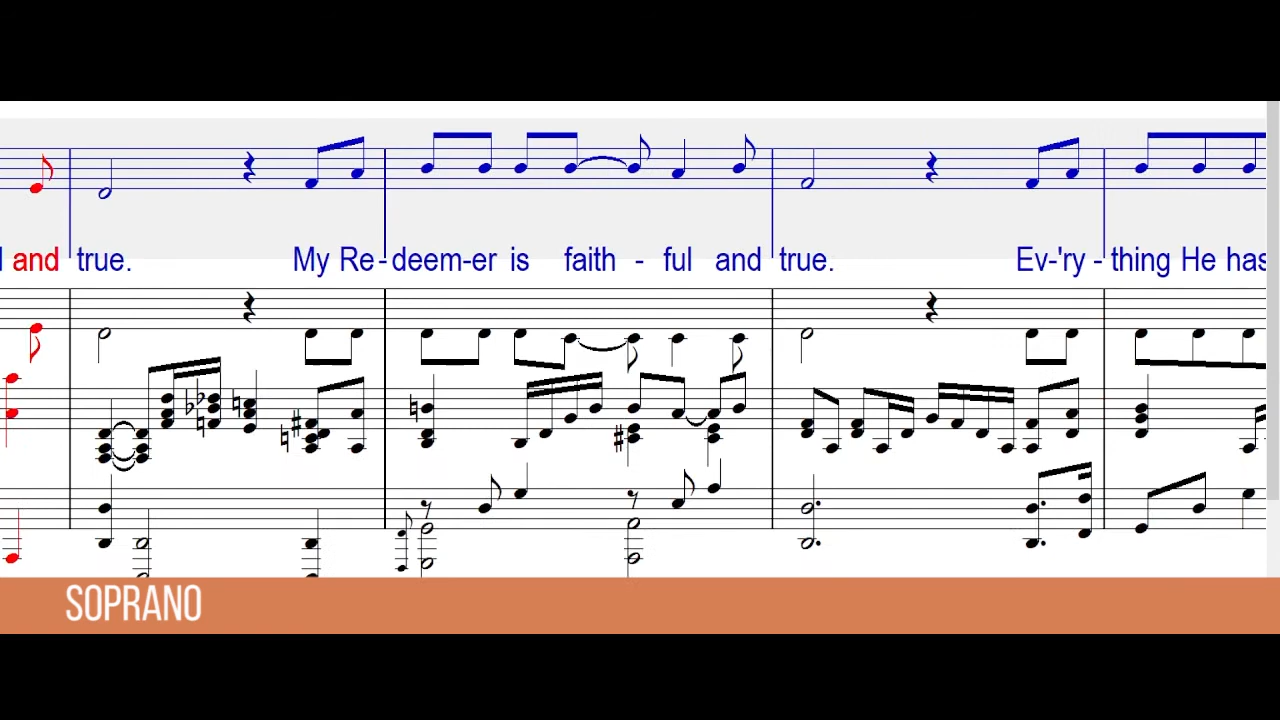 and true. My Re-deem-er is faith - ful and true. Ev-'ry - thing He has
SOPRANO